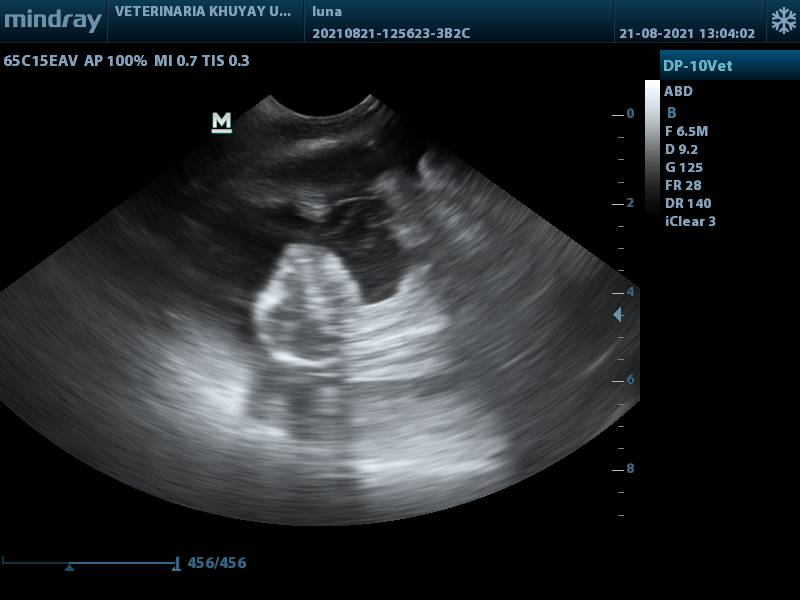 mindray
VETERINARIA KHUYAY U...
luna
20210821-125623-3B2C
21-08-2021 13:04:02
65C15EAV AP 100% MI 0.7 TIS 0.3
DP-10Vet
M
ABD
B
F 6.5M
D 9.2
G 125
FR 28
DR 140
iClear 3
0
2
4
6
8
456/456